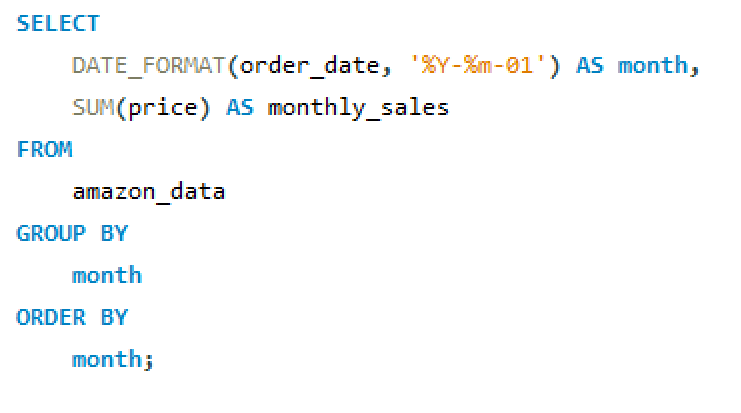 SELECT
DATE_FORMAT(order_date, '%Y-%m-01') AS month,
SUM(price) AS monthly_sales
FROM
amazon_data
GROUP BY
month
ORDER BY
month;